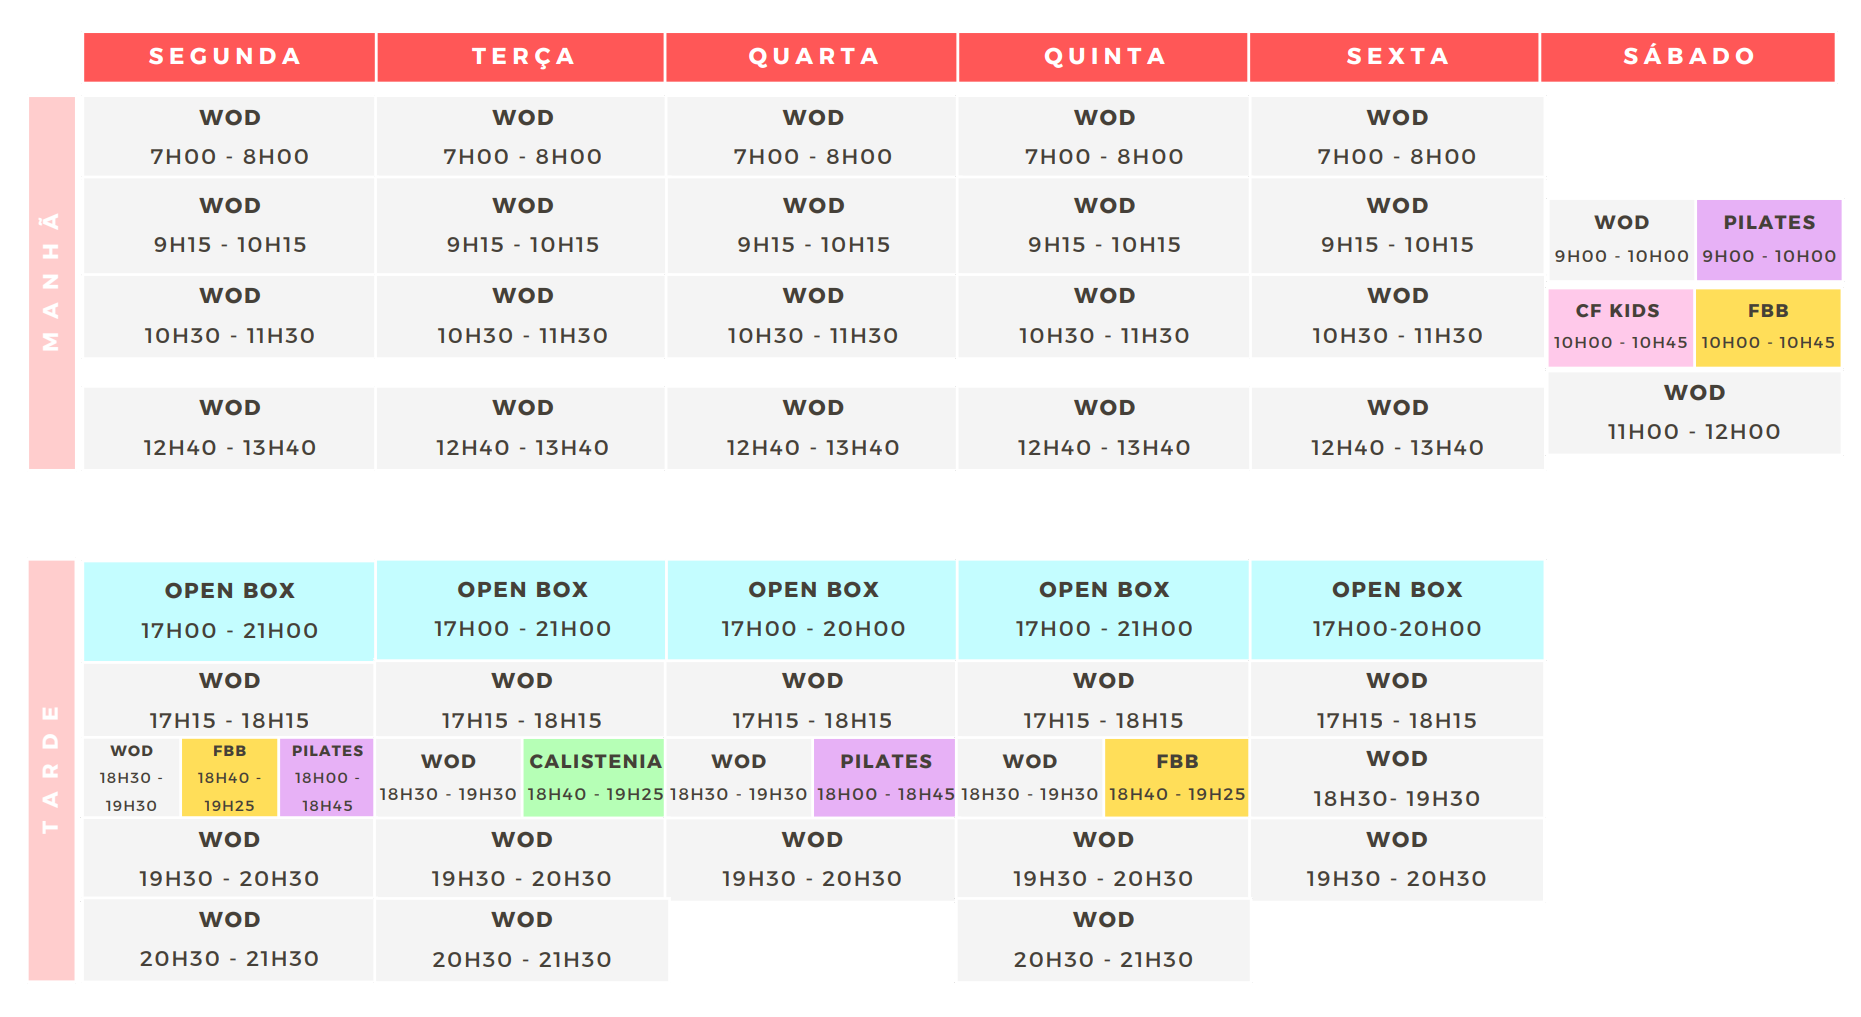 SEGUNDA TERÇA QUARTA QUINTA SEXTA SÁBADO
MANHÃ
WOD WOD WOD WOD WOD
7H00 - 8H00 7H00 - 8H00 7H00 - 8H00 7H00 - 8H00 7H00 - 8H00
WOD WOD WOD WOD WOD
9H15 - 10H15 9H15 - 10H15 9H15 - 10H15 9H15 - 10H15 9H15 - 10H15
WOD PILATES
9H00 - 10H00 9H00 - 10H00
WOD WOD WOD WOD WOD
10H30 - 11H30 10H30 - 11H30 10H30 - 11H30 10H30 - 11H30 10H30 - 11H30
CF KIDS FBB
10H00 - 10H45 10H00 - 10H45
WOD WOD WOD WOD WOD
12H40 - 13H40 12H40 - 13H40 12H40 - 13H40 12H40 - 13H40 12H40 - 13H40
WOD
11H00 - 12H00
TARDE
OPEN BOX OPEN BOX OPEN BOX OPEN BOX OPEN BOX
17H00 - 21H00 17H00 - 21H00 17H00 - 20H00 17H00 - 21H00 17H00-20H00
WOD WOD WOD WOD WOD
17H15 - 18H15 17H15 - 18H15 17H15 - 18H15 17H15 - 18H15 17H15 - 18H15
WOD FBB PILATES
18H30 - 18H40 - 18H00 -
19H30 19H25 18H45
WOD CALISTENIA WOD PILATES WOD FBB WOD
18H30 - 19H30 18H40 - 19H25 18H30 - 19H30 18H00 - 18H45 18H30 - 19H30 18H40 - 19H25 18H30- 19H30
WOD WOD WOD WOD WOD
19H30 - 20H30 19H30 - 20H30 19H30 - 20H30 19H30 - 20H30 19H30 - 20H30
WOD WOD WOD
20H30 - 21H30 20H30 - 21H30 20H30 - 21H30